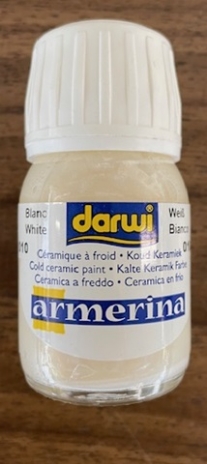 Blanc Weiß
White Bianco
010
darwi
Céramique à froid • Koud Keramiek
Cold ceramic paint • Kalte Keramik Farbe
Ceramica a freddo • Ceramica en frio
armerina